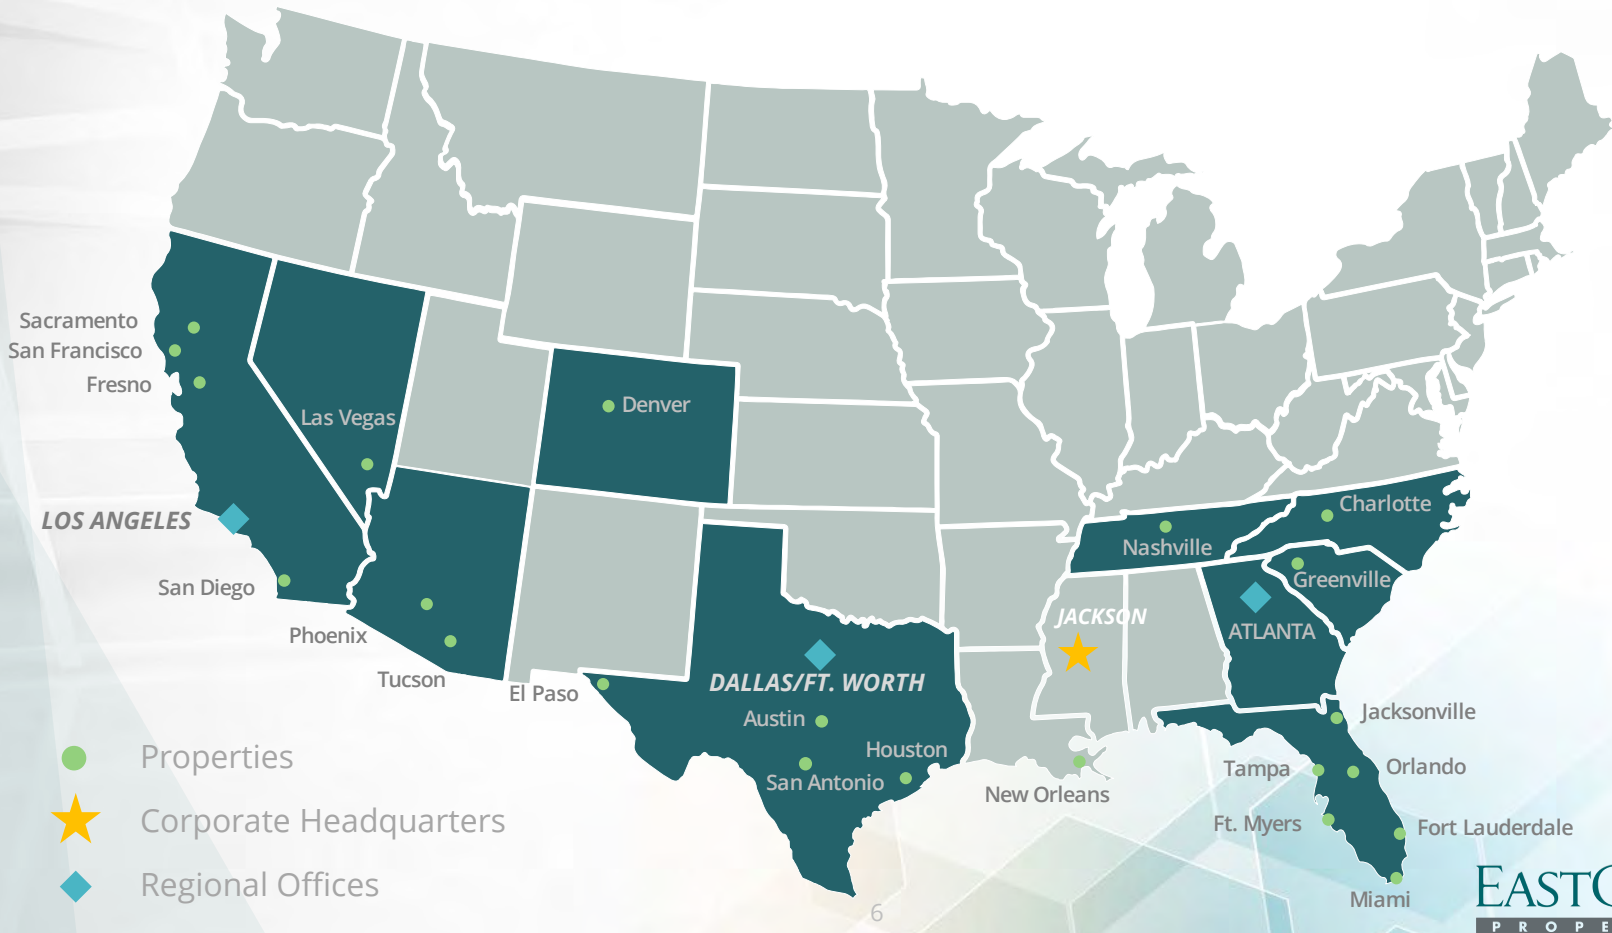 Sacramento
San Francisco
Fresno
Las Vegas
Denver
LOS ANGELES
Charlotte
Nashville
San Diego
Greenville
JACKSON
ATLANTA
Phoenix
Tucson
El Paso
DALLAS/FT. WORTH
Austin
Jacksonville
Houston
San Antonio
Tampa
Orlando
New Orleans
Ft. Myers
Fort Lauderdale
Miami
Properties
Corporate Headquarters
Regional Offices
6